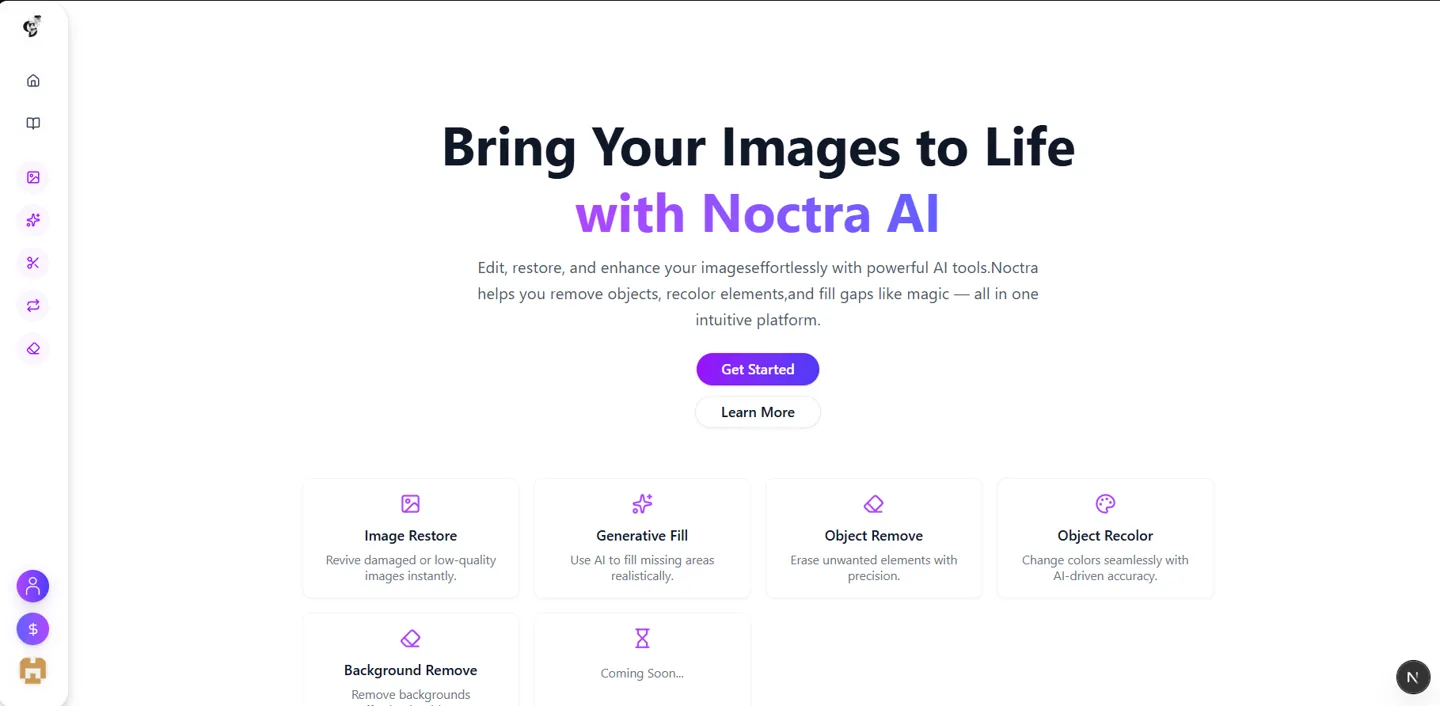 Bring Your Images to Life
with Noctra AI
Edit, restore, and enhance your imageseffortlessly with powerful AI tools.Noctra
helps you remove objects, recolor elements,and fill gaps like magic — all in one
intuitive platform.
Get Started
Learn More
Image Restore
Revive damaged or low-quality
images instantly.
Generative Fill
Use AI to fill missing areas
realistically.
Object Remove
Erase unwanted elements with
precision.
Object Recolor
Change colors seamlessly with
AI-driven accuracy.
Background Remove
Remove backgrounds
Coming Soon...
$
N